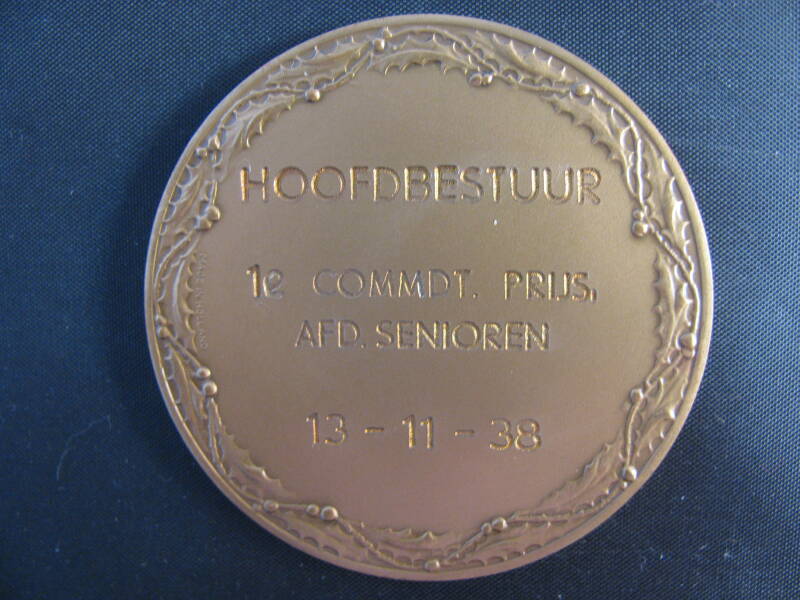 HOOFDBESTUUR
1e COMMDT. PRIJS,
AFD. SENIOREN
13 - 11 - 38